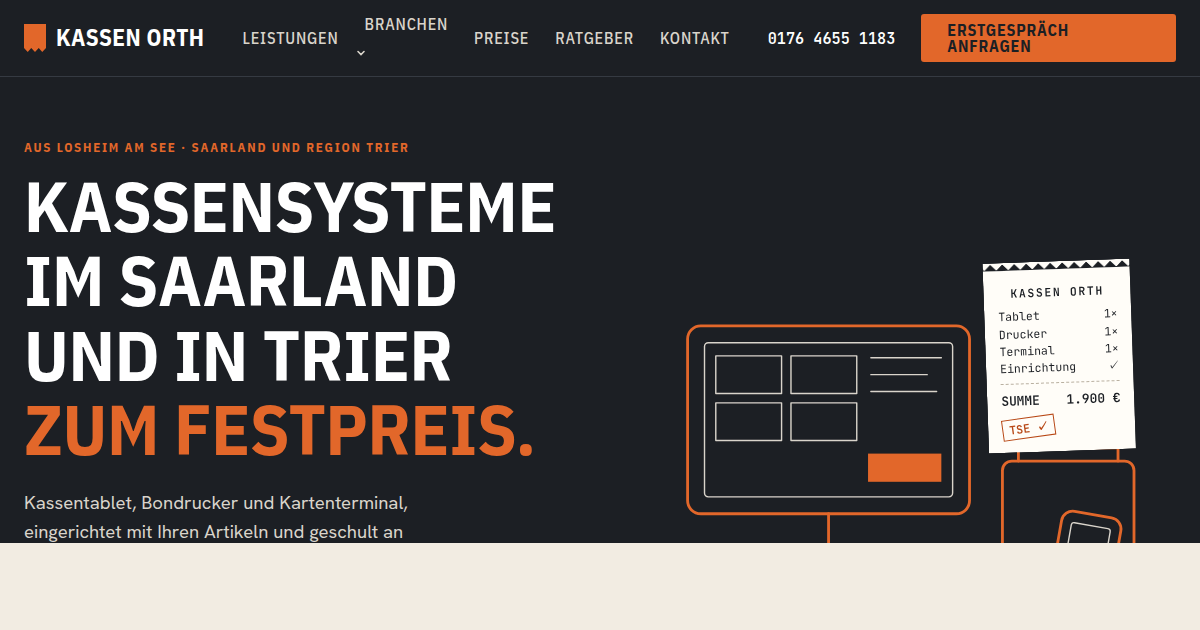 KASSEN ORTH
LEISTUNGEN
BRANCHEN
PREISE
RATGEBER
KONTAKT
0176 4655 1183
ERSTGESPRÄCH
ANFRAGEN
AUS LOSHEIM AM SEE · SAARLAND UND REGION TRIER
KASSENSYSTEME
IM SAARLAND
UND IN TRIER
ZUM FESTPREIS.
Kassentablet, Bondrucker und Kartenterminal,
eingerichtet mit Ihren Artikeln und geschult an
KASSEN ORTH
Tablet 1×
Drucker 1×
Terminal 1×
Einrichtung ✓
SUMME 1.900 €
TSE ✓